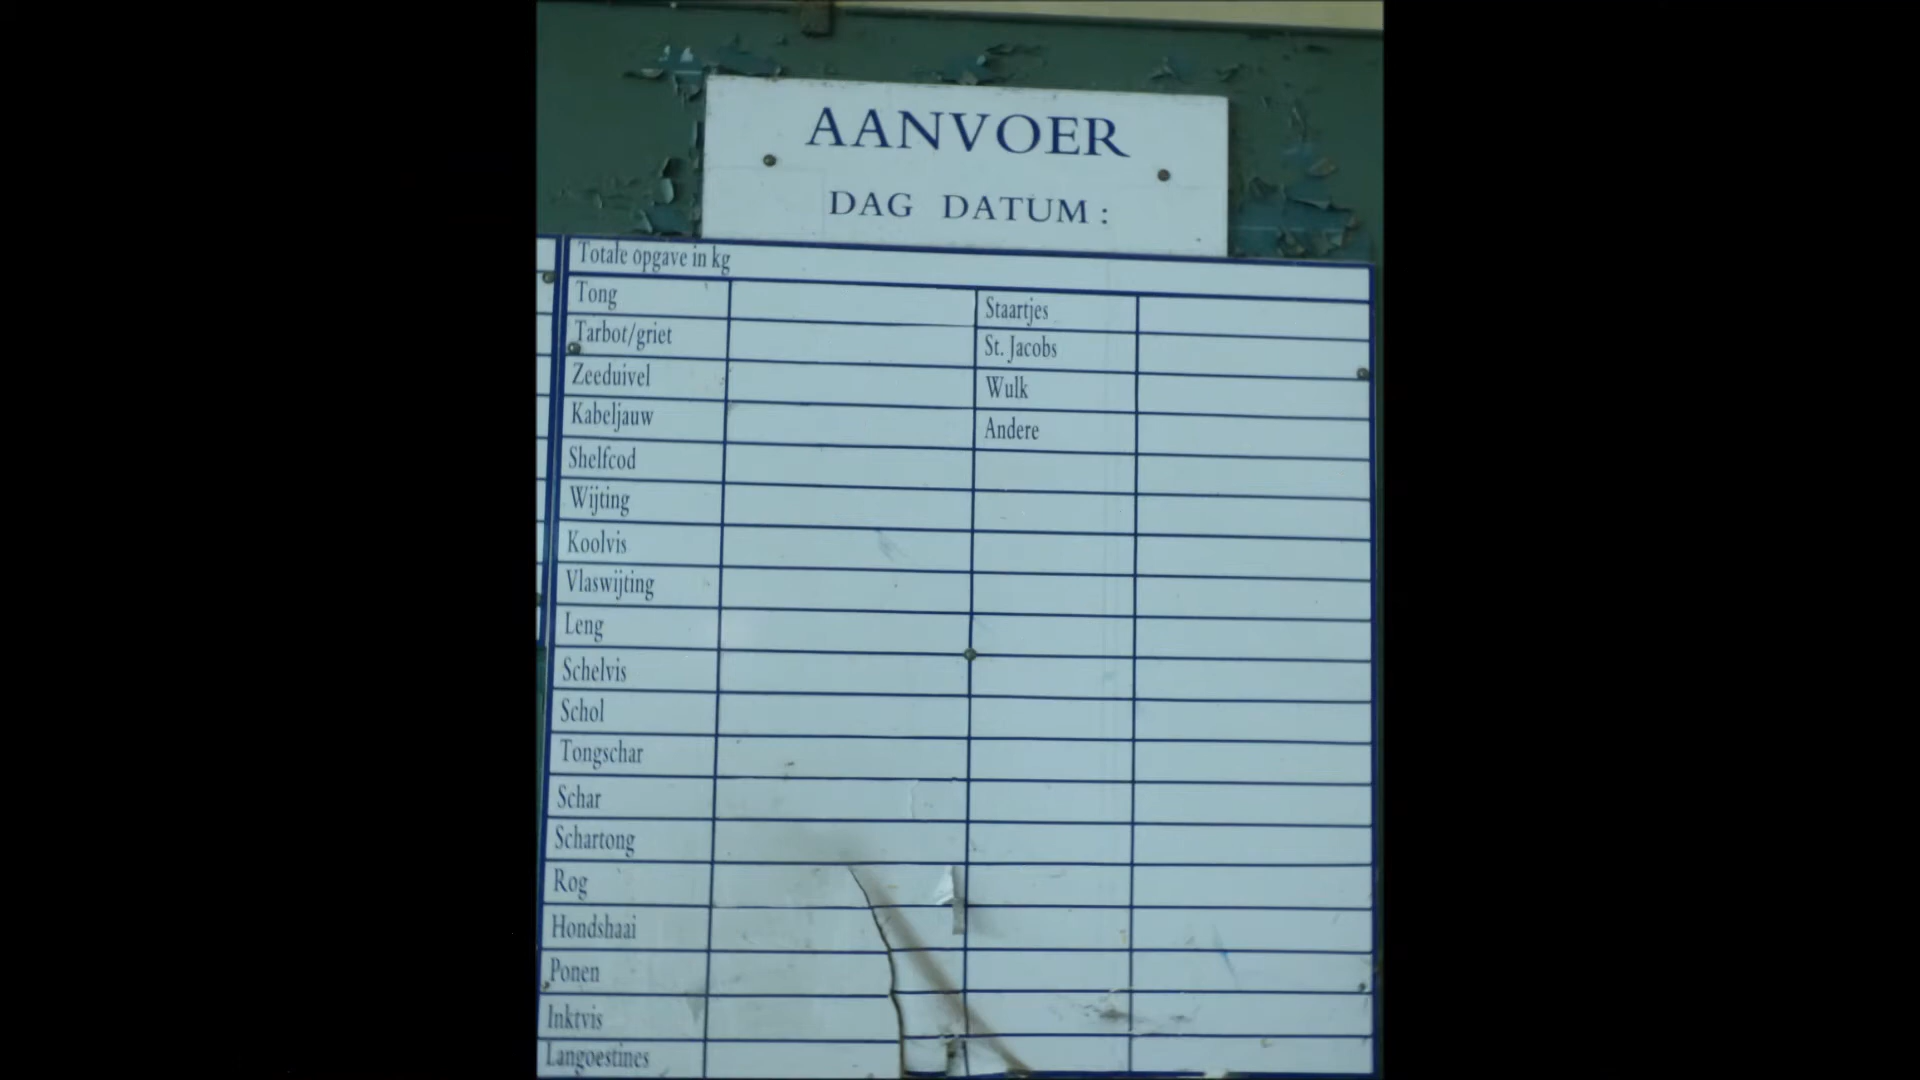 AANVOER
DAG DATUM :
Totale opgave in kg
Tong
Tarbot/griet
Zeeduivel
Kabeljauw
Shelfcod
Wijting
Koolvis
Vlaswijting
Leng
Schelvis
Schol
Tongschar
Schar
Schartong
Rog
Hondshaai
Ponen
Inktvis
Langoestines
Staartjes
St. Jacobs
Wulk
Andere